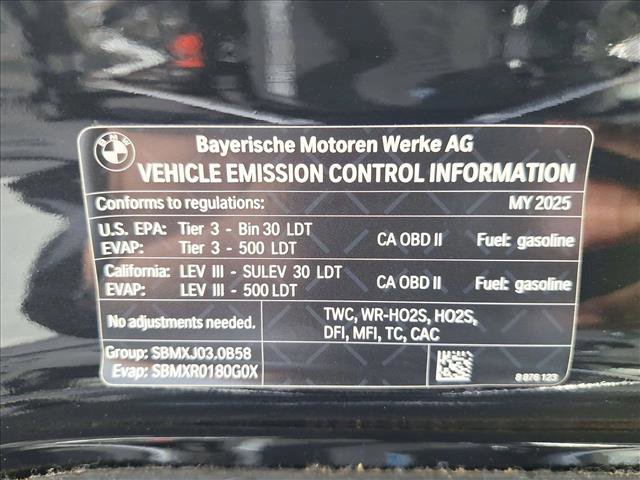 BMW
Bayerische Motoren Werke AG
VEHICLE EMISSION CONTROL INFORMATION
Conforms to regulations: MY 2025
U.S. EPA: Tier 3 - Bin 30 LDT
EVAP: Tier 3 - 500 LDT
CA OBD II Fuel: gasoline
California: LEV III - SULEV 30 LDT
EVAP: LEV III - 500 LDT
CA OBD II Fuel: gasoline
No adjustments needed.
TWC, WR-HO2S, HO2S,
DFI, MFI, TC, CAC
Group: SBMXJ03.0B58
Evap: SBMXR0180G0X
8 876 123